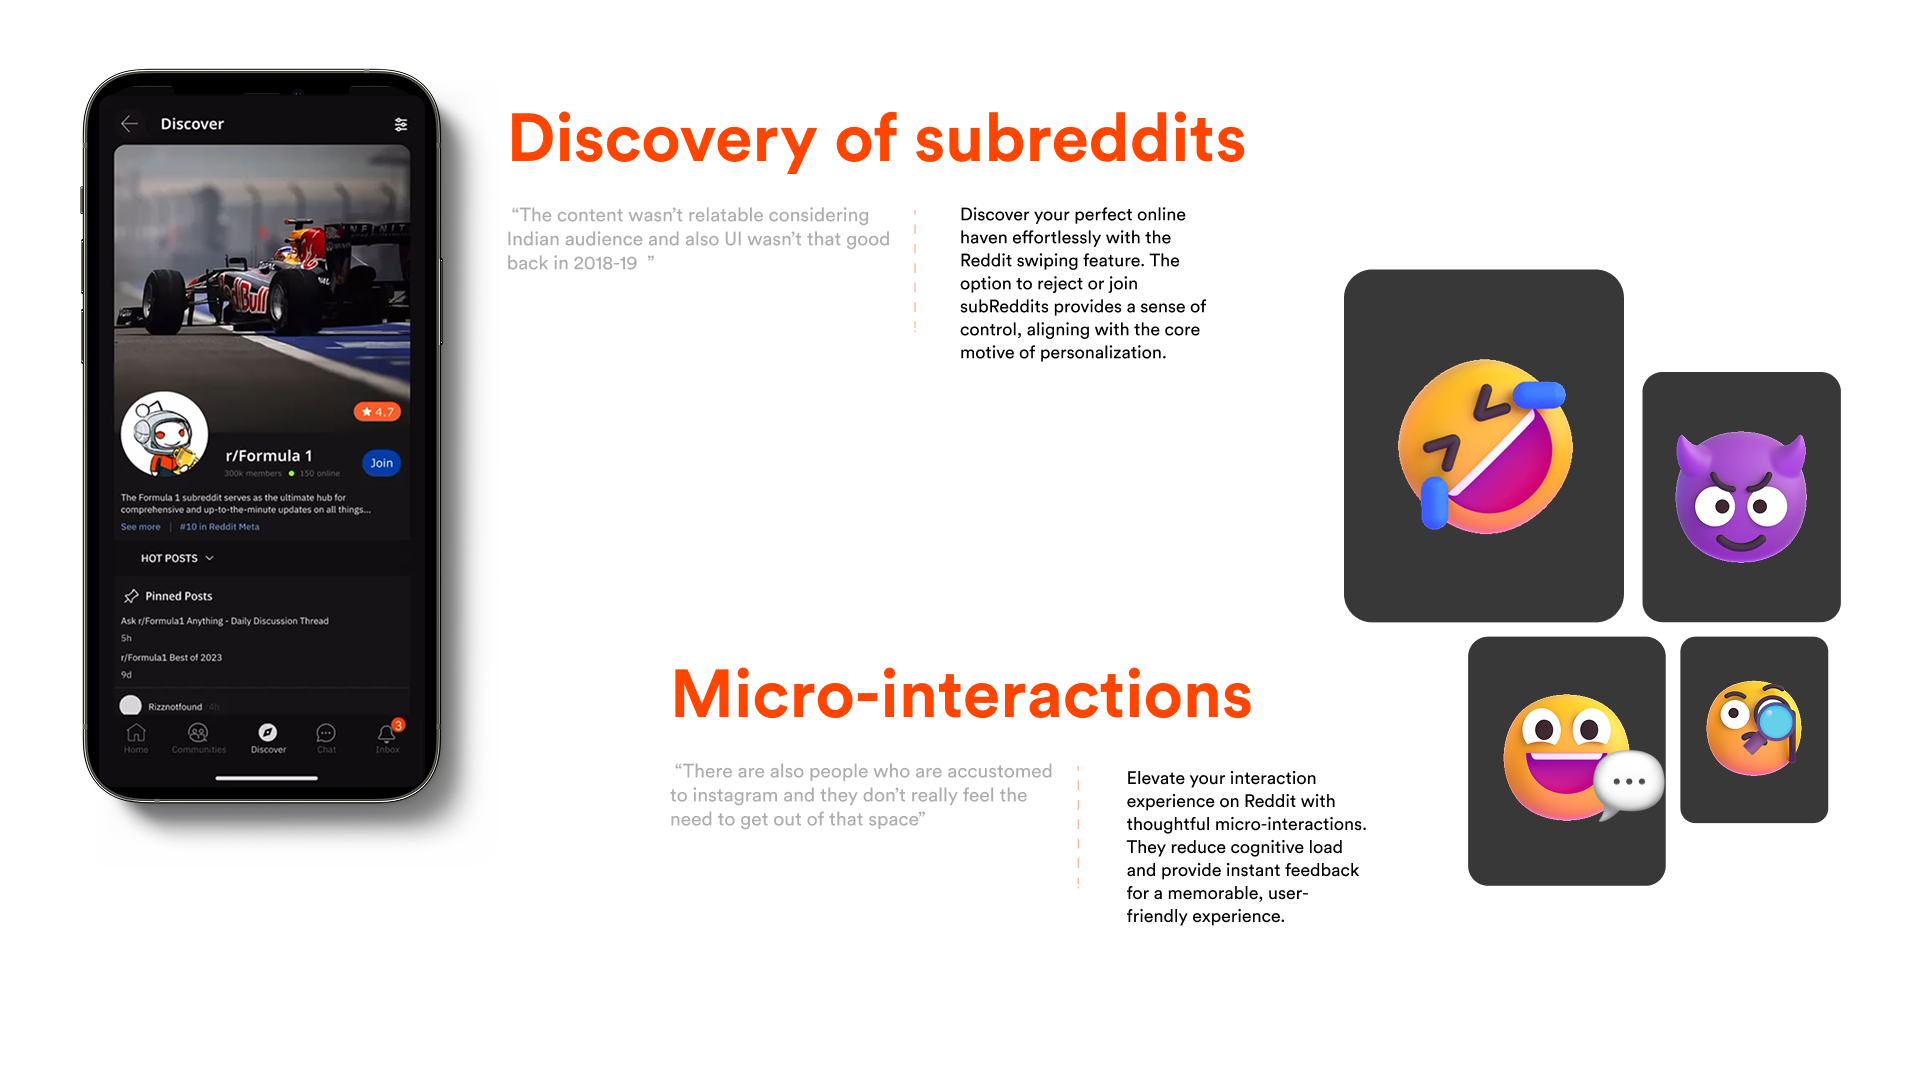 Discover
INFINITI
Red Bull
4.7
r/Formula 1
300k members 150 online
Join
The Formula 1 subreddit serves as the ultimate hub for
comprehensive and up-to-the-minute updates on all things...
See more | #10 in Reddit Meta
HOT POSTS
Pinned Posts
Ask r/Formula1 Anything - Daily Discussion Thread
5h
r/Formula1 Best of 2023
9d
Rizznotfound 4h
3
Home Communities Discover Chat Inbox
Discovery of subreddits
“The content wasn’t relatable considering
Indian audience and also UI wasn’t that good
back in 2018-19 ”
Discover your perfect online
haven effortlessly with the
Reddit swiping feature. The
option to reject or join
subReddits provides a sense of
control, aligning with the core
motive of personalization.
Micro-interactions
“There are also people who are accustomed
to instagram and they don’t really feel the
need to get out of that space”
Elevate your interaction
experience on Reddit with
thoughtful micro-interactions.
They reduce cognitive load
and provide instant feedback
for a memorable, user-
friendly experience.